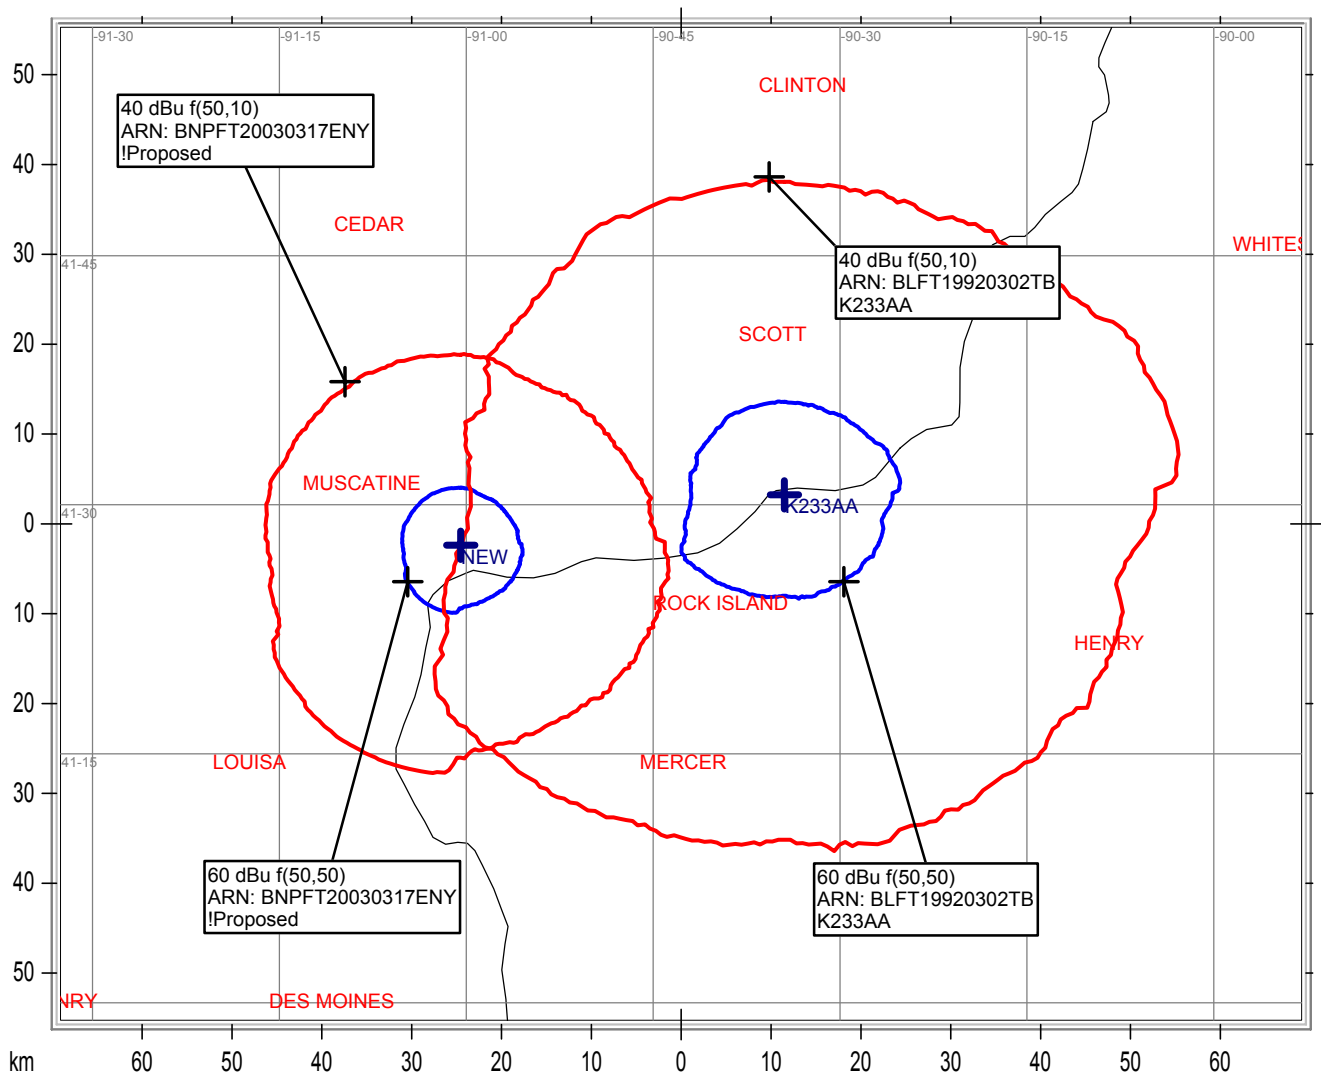 -91-30
-91-15
-91-00
-90-45
-90-30
-90-15
-90-00
50
CLINTON
40 dBu f(50,10)
ARN: BNPFT20030317ENY
!Proposed
40
CEDAR
30
WHITES
41-45
40 dBu f(50,10)
ARN: BLFT19920302TB
K233AA
20
SCOTT
10
MUSCATINE
K233AA
41-30
0
NEW
10
ROCK ISLAND
HENRY
20
LOUISA
MERCER
41-15
30
40
60 dBu f(50,50)
ARN: BNPFT20030317ENY
!Proposed
60 dBu f(50,50)
ARN: BLFT19920302TB
K233AA
50
NRY
DES MOINES
km
60
50
40
30
20
10
0
10
20
30
40
50
60